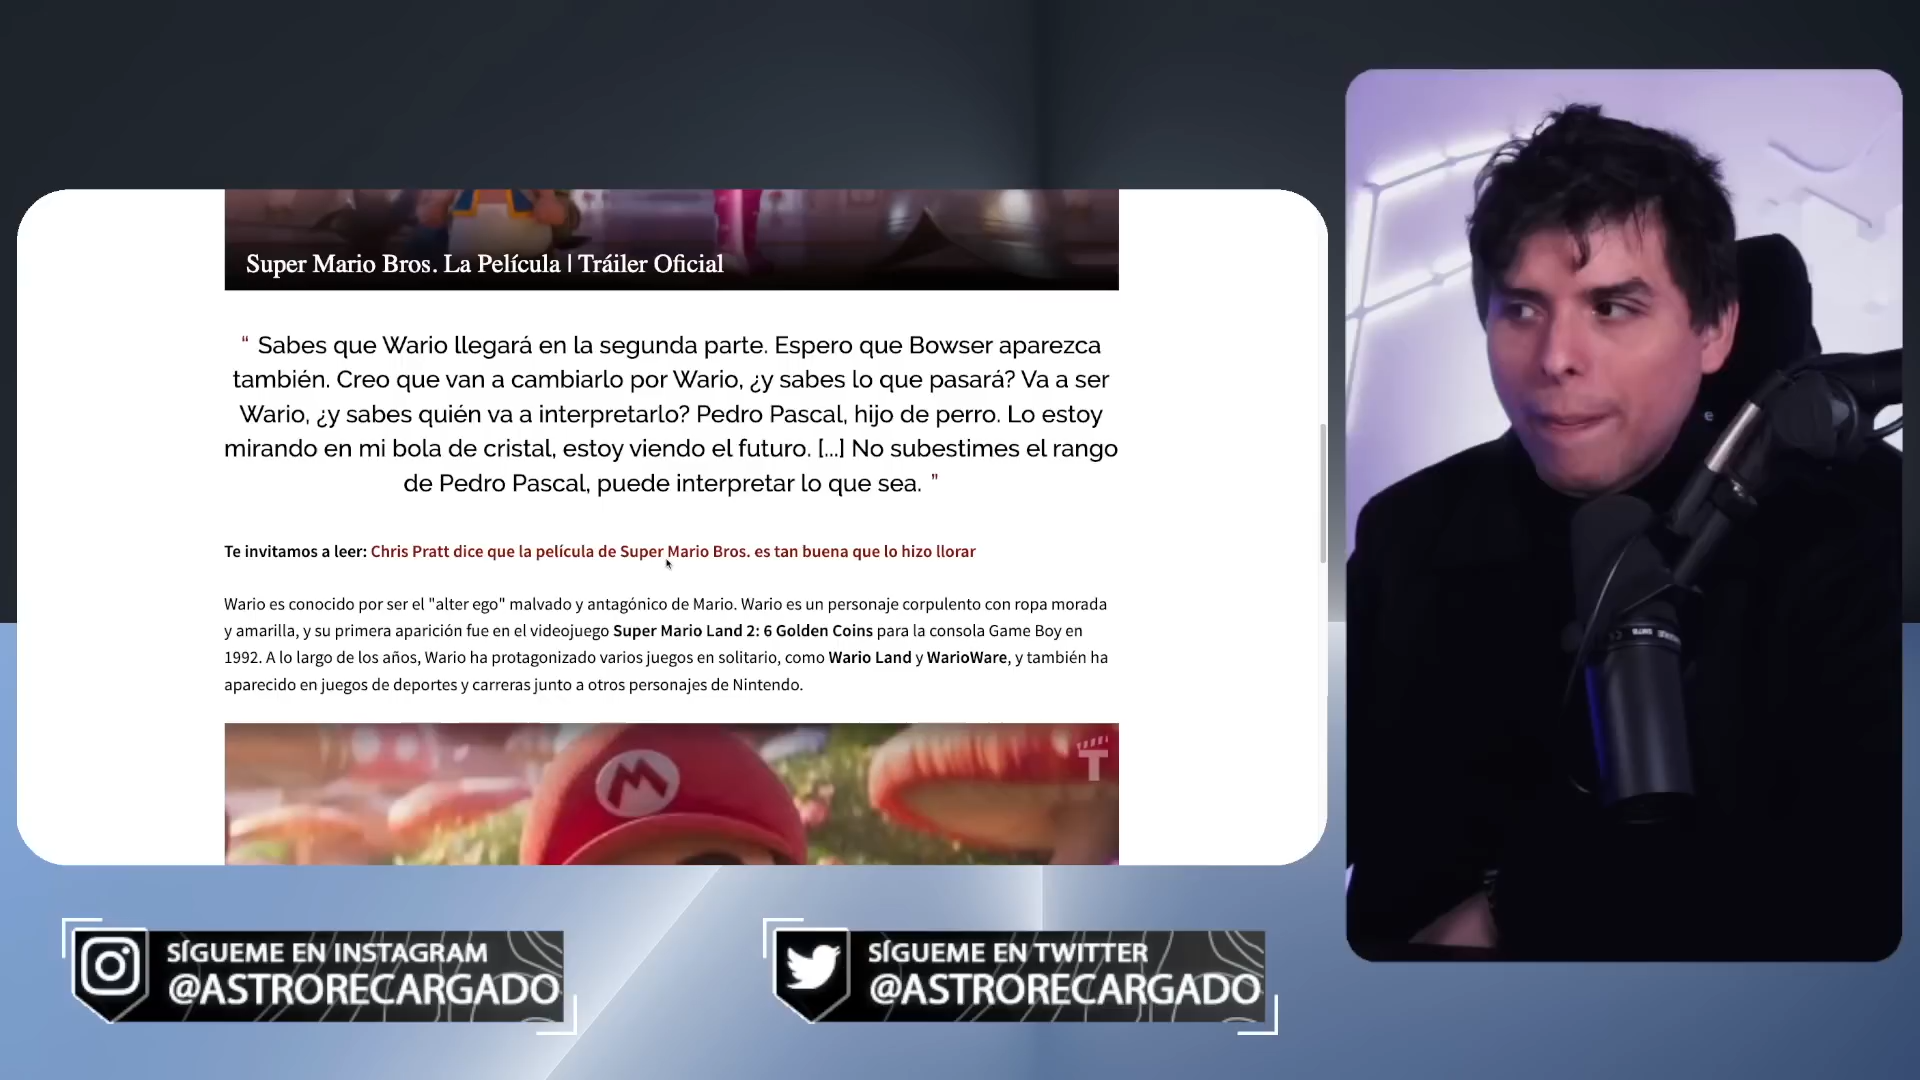 Super Mario Bros. La Película | Tráiler Oficial
“ Sabes que Wario llegará en la segunda parte. Espero que Bowser aparezca
también. Creo que van a cambiarlo por Wario, ¿y sabes lo que pasará? Va a ser
Wario, ¿y sabes quién va a interpretarlo? Pedro Pascal, hijo de perro. Lo estoy
mirando en mi bola de cristal, estoy viendo el futuro. [...] No subestimes el rango
de Pedro Pascal, puede interpretar lo que sea. ”
Te invitamos a leer: Chris Pratt dice que la película de Super Mario Bros. es tan buena que lo hizo llorar
Wario es conocido por ser el "alter ego" malvado y antagónico de Mario. Wario es un personaje corpulento con ropa morada
y amarilla, y su primera aparición fue en el videojuego Super Mario Land 2: 6 Golden Coins para la consola Game Boy en
1992. A lo largo de los años, Wario ha protagonizado varios juegos en solitario, como Wario Land y WarioWare, y también ha
aparecido en juegos de deportes y carreras junto a otros personajes de Nintendo.
M
T
SÍGUEME EN INSTAGRAM
@ASTRORECARGADO
SÍGUEME EN TWITTER
@ASTRORECARGADO